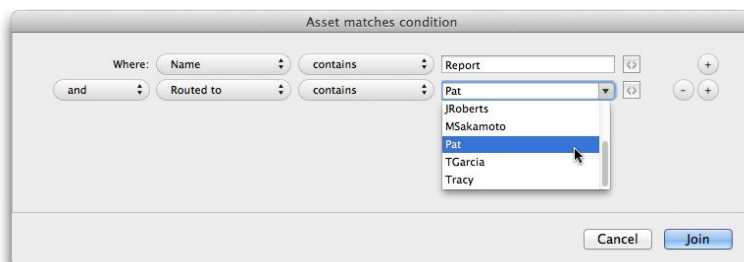 Asset matches condition
Where: Name contains Report
and Routed to contains Pat
JRoberts
MSakamoto
Pat
TGarcia
Tracy
Cancel Join